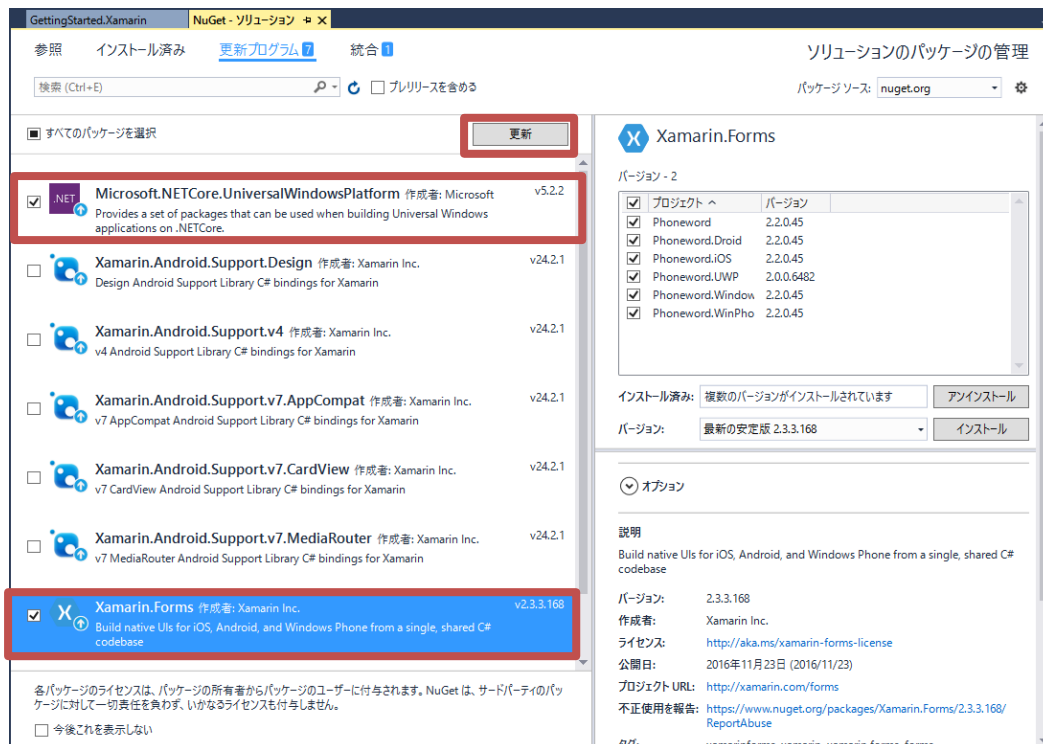 GettingStarted.Xamarin
NuGet - ソリューション
参照
インストール済み
更新プログラム 7
統合 1
ソリューションのパッケージの管理
検索 (Ctrl+E)
プレリリースを含める
パッケージ ソース: nuget.org
すべてのパッケージを選択
更新
.NET
Microsoft.NETCore.UniversalWindowsPlatform 作成者: Microsoft
v5.2.2
Provides a set of packages that can be used when building Universal Windows
applications on .NETCore.
Xamarin.Android.Support.Design 作成者: Xamarin Inc.
v24.2.1
Design Android Support Library C# bindings for Xamarin
Xamarin.Android.Support.v4 作成者: Xamarin Inc.
v24.2.1
v4 Android Support Library C# bindings for Xamarin
Xamarin.Android.Support.v7.AppCompat 作成者: Xamarin Inc.
v24.2.1
v7 AppCompat Android Support Library C# bindings for Xamarin
Xamarin.Android.Support.v7.CardView 作成者: Xamarin Inc.
v24.2.1
v7 CardView Android Support Library C# bindings for Xamarin
Xamarin.Android.Support.v7.MediaRouter 作成者: Xamarin Inc.
v24.2.1
v7 MediaRouter Android Support Library C# bindings for Xamarin
Xamarin.Forms 作成者: Xamarin Inc.
v2.3.3.168
Build native UIs for iOS, Android, and Windows Phone from a single, shared C#
codebase
各パッケージのライセンスは、パッケージの所有者からパッケージのユーザーに付与されます。NuGet は、サードパーティのパッ
ケージに対して一切責任を負わず、いかなるライセンスも付与しません。
今後これを表示しない
Xamarin.Forms
バージョン - 2
プロジェクト バージョン
Phoneword 2.2.0.45
Phoneword.Droid 2.2.0.45
Phoneword.iOS 2.2.0.45
Phoneword.UWP 2.0.0.6482
Phoneword.Window 2.2.0.45
Phoneword.WinPho 2.2.0.45
インストール済み: 複数のバージョンがインストールされています アンインストール
バージョン: 最新の安定版 2.3.3.168 インストール
オプション
説明
Build native UIs for iOS, Android, and Windows Phone from a single, shared C#
codebase
バージョン: 2.3.3.168
作成者: Xamarin Inc.
ライセンス: http://aka.ms/xamarin-forms-license
公開日: 2016年11月23日 (2016/11/23)
プロジェクト URL: http://xamarin.com/forms
不正使用を報告: https://www.nuget.org/packages/Xamarin.Forms/2.3.3.168/
ReportAbuse